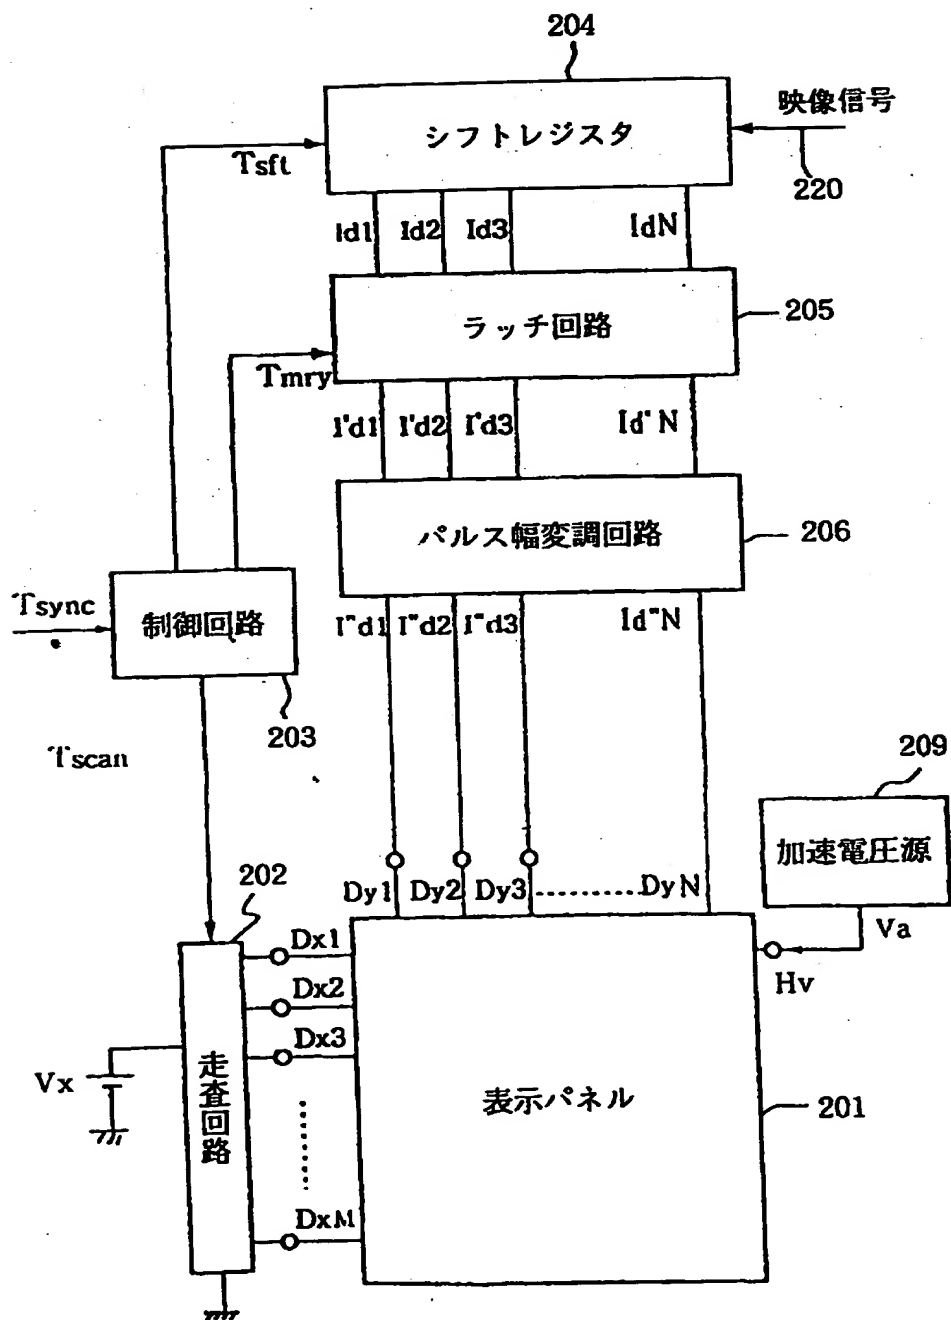 204
映像信号
シフトレジスタ
Tsft
220
Id1 Id2 Id3 IdN
ラッチ回路
205
Tmry
I'd1 I'd2 I'd3 Id'N
パルス幅変調回路
206
Tsync
制御回路
I"d1 I"d2 I"d3 Id"N
203
Tscan
209
加速電圧源
202
Dy1 Dy2 Dy3 .......... DyN
Va
Dx1
Hv
Dx2
Dx3
Vx
走査回路
表示パネル
201
DxM